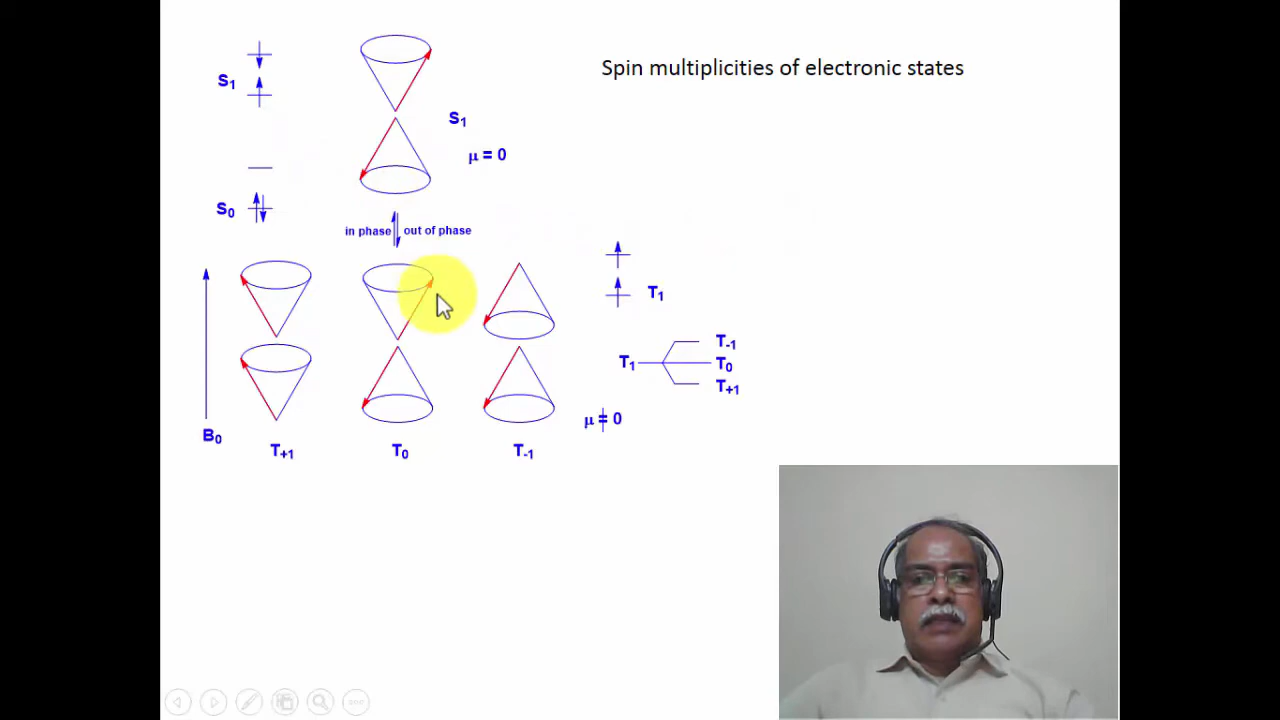 Spin multiplicities of electronic states
S₁
S₁
μ = 0
S₀
in phase
out of phase
T₁
T₋₁
T₁
T₀
T₊₁
μ ≠ 0
B₀
T₊₁
T₀
T₋₁